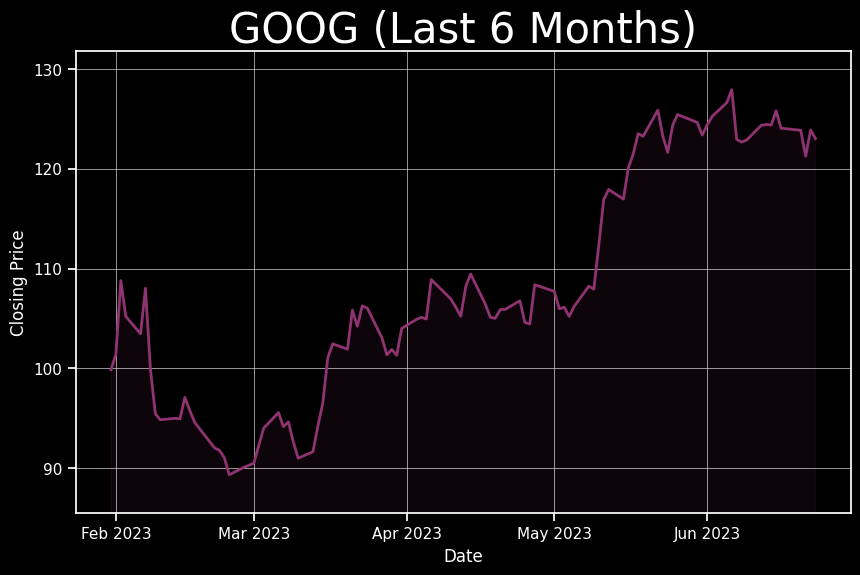 GOOG (Last 6 Months)
130
120
110
100
90
Closing Price
Feb 2023
Mar 2023
Apr 2023
May 2023
Jun 2023
Date